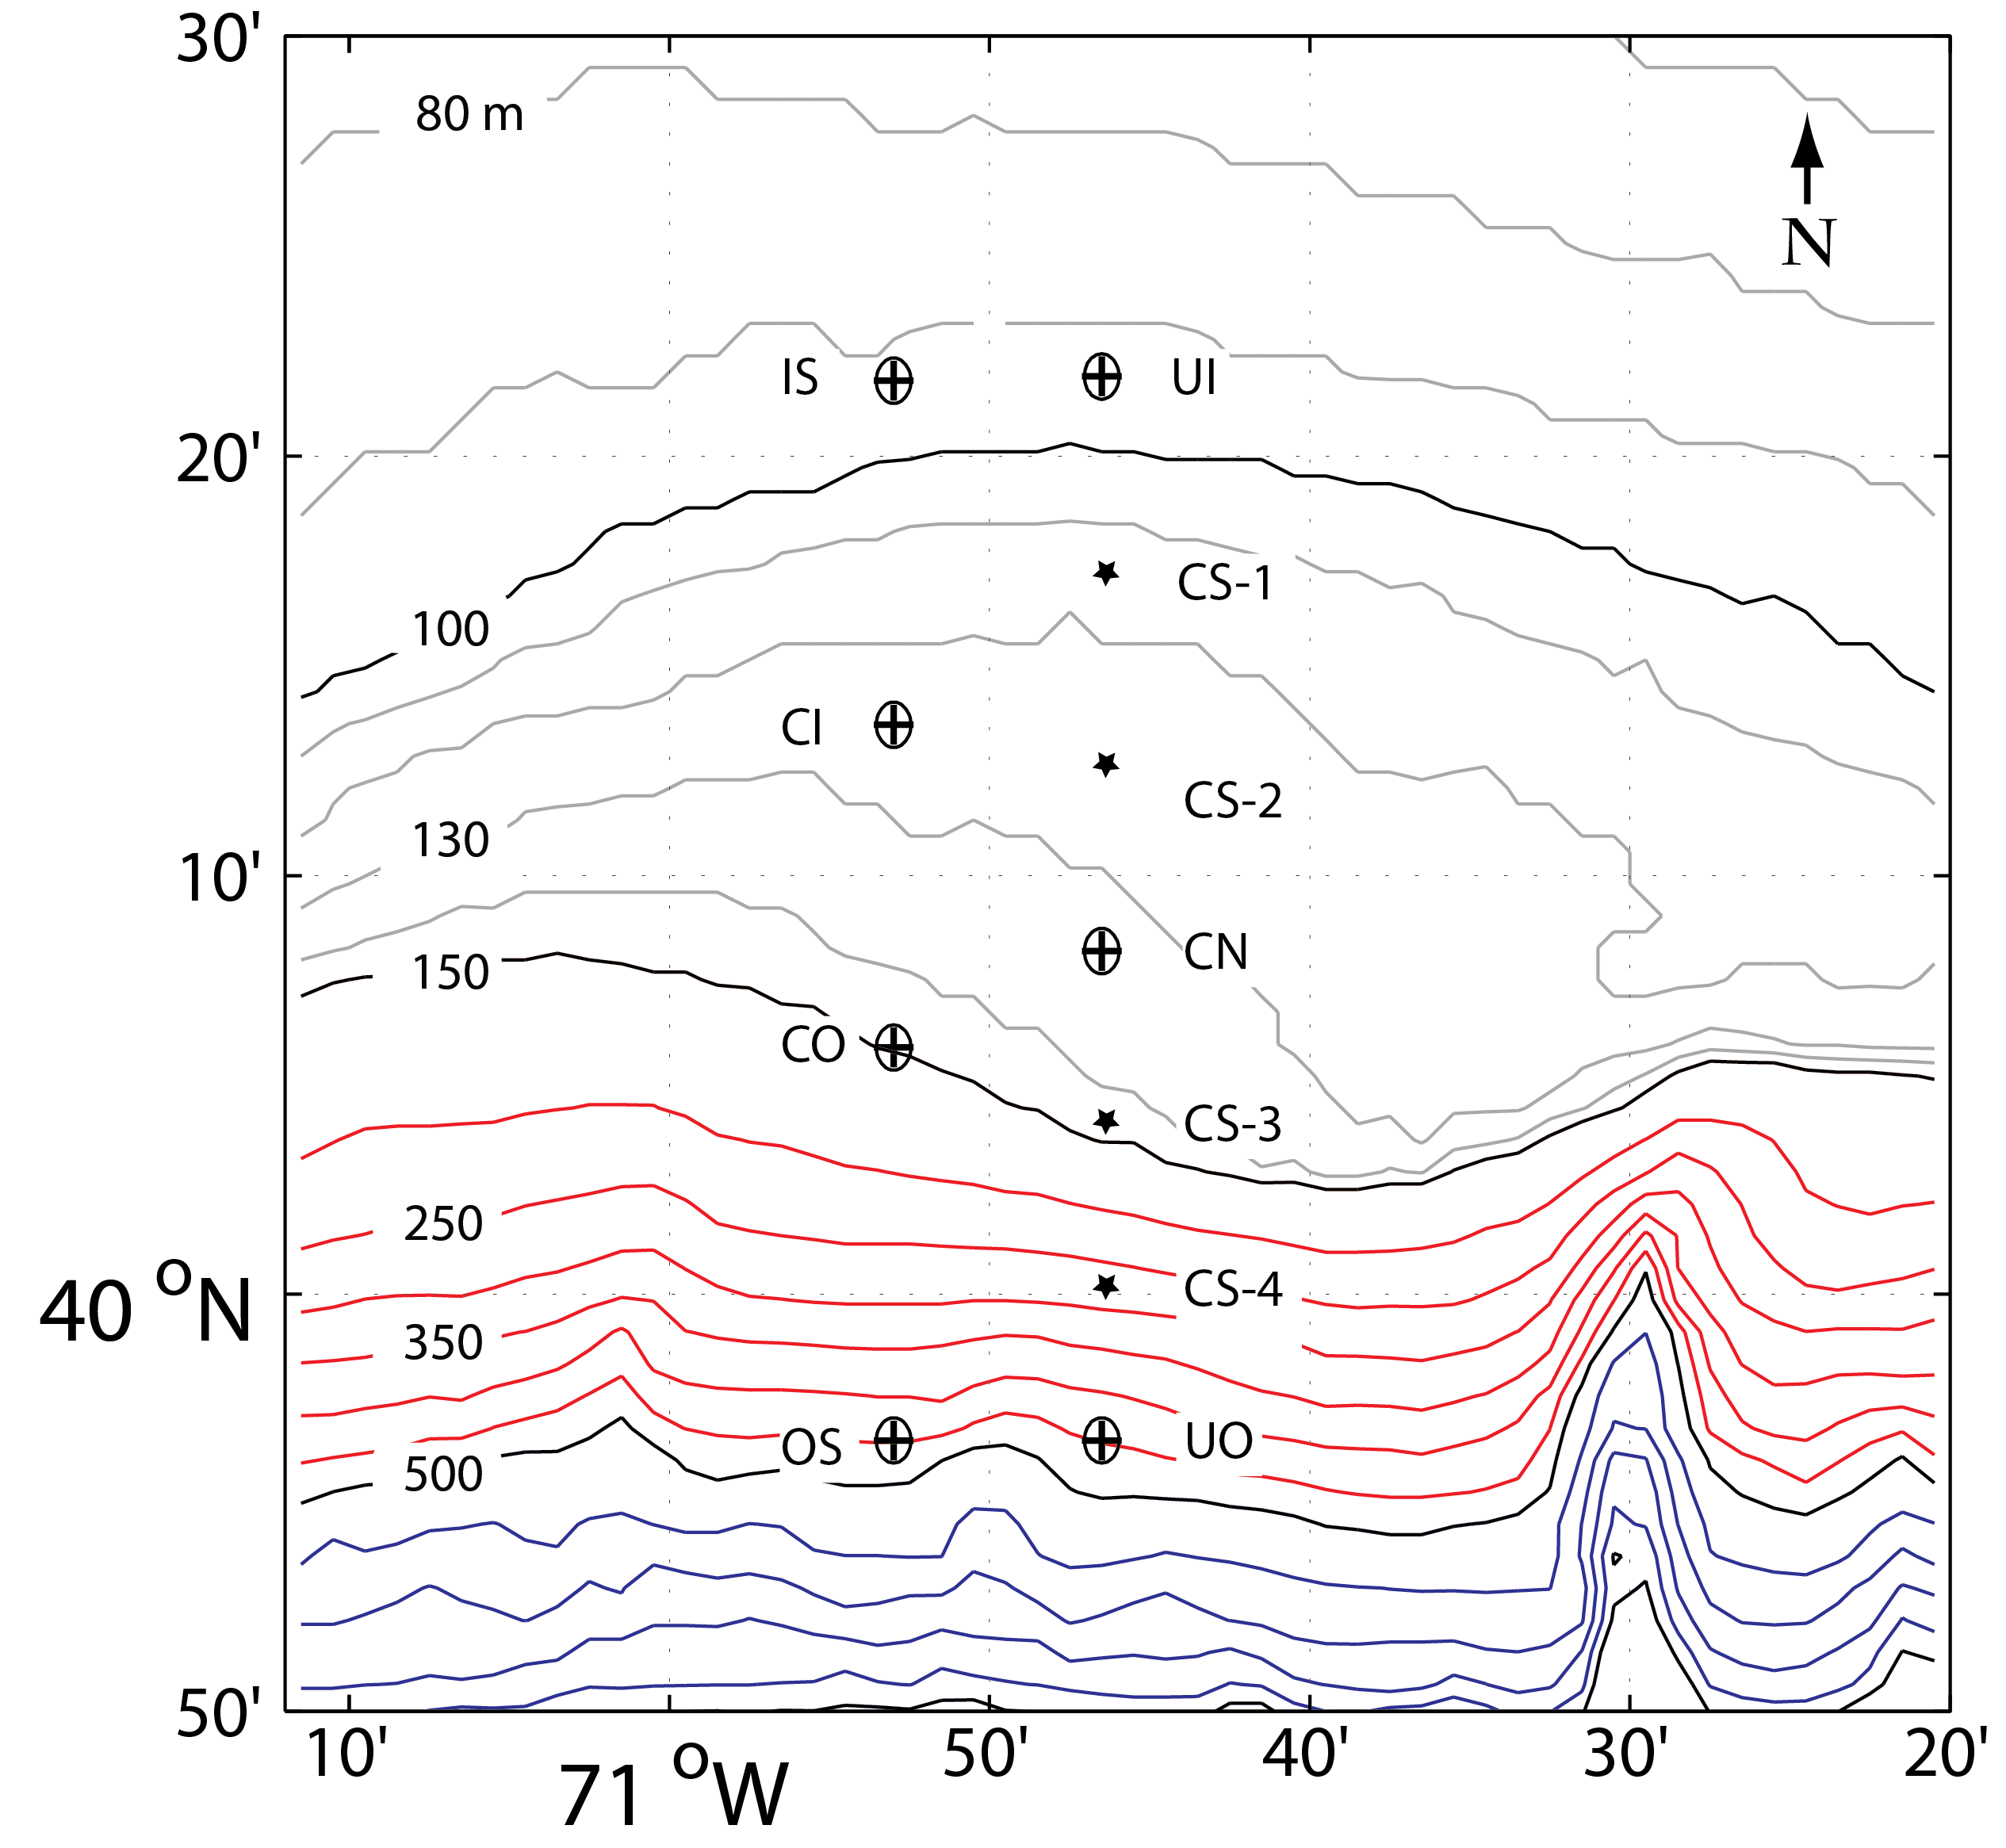 30'
80 m
N
IS
UI
20'
CS-1
100
CI
CS-2
130
10'
CN
150
CO
CS-3
250
CS-4
40 °N
350
UO
OS
500
50'
10'
71 °W
50'
40'
30'
20'